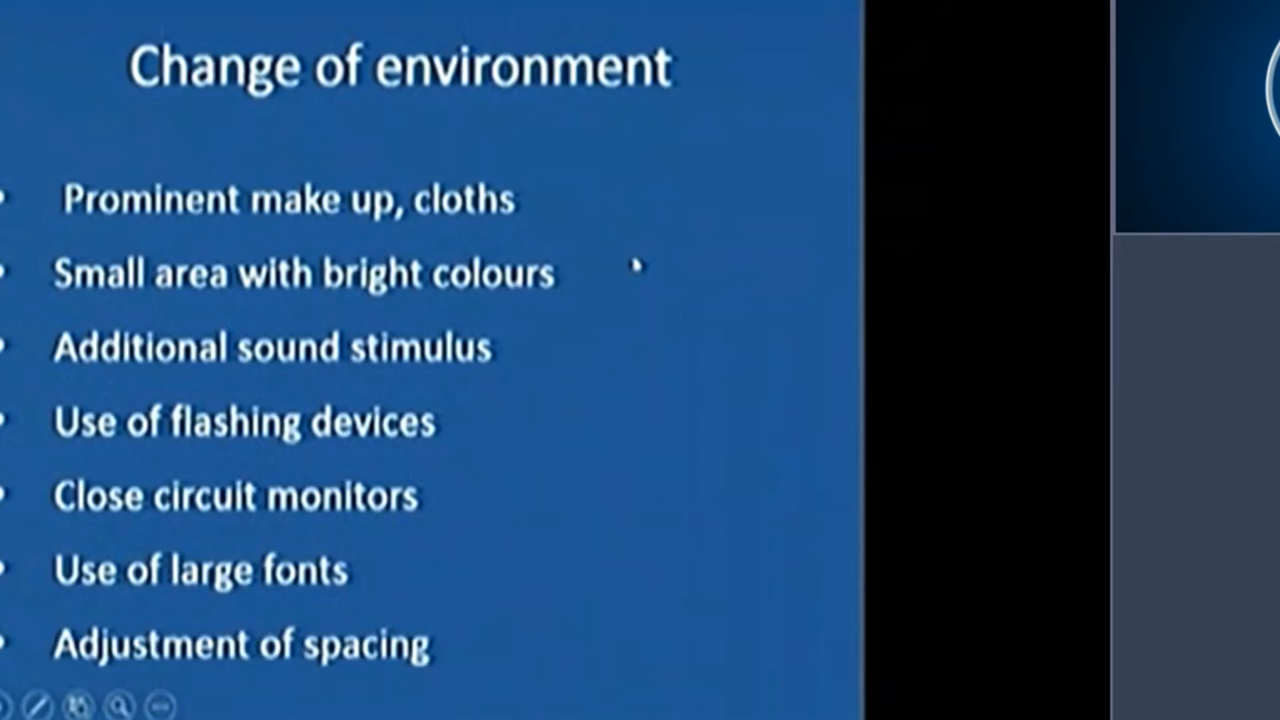 Change of environment
Prominent make up, cloths
Small area with bright colours
Additional sound stimulus
Use of flashing devices
Close circuit monitors
Use of large fonts
Adjustment of spacing